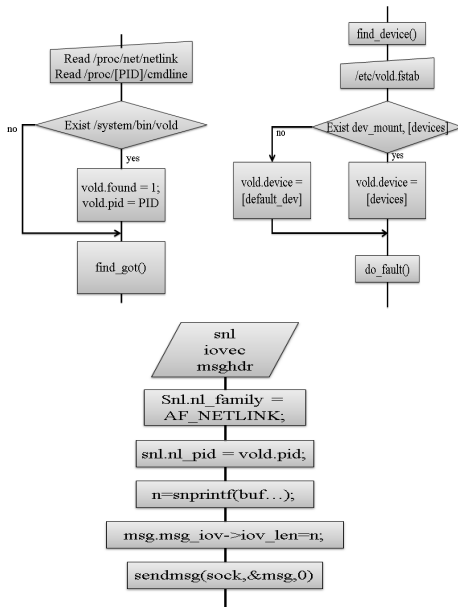 Read /proc/net/netlink
Read /proc/[PID]/cmdline
Exist /system/bin/vold
no
yes
vold.found = 1;
vold.pid = PID
find_got()
find_device()
/etc/vold.fstab
Exist dev_mount, [devices]
no
yes
vold.device =
[default_dev]
vold.device =
[devices]
do_fault()
snl
iovec
msghdr
Snl.nl_family =
AF_NETLINK;
snl.nl_pid = vold.pid;
n=snprintf(buf...);
msg.msg_iov->iov_len=n;
sendmsg(sock,&msg,0)